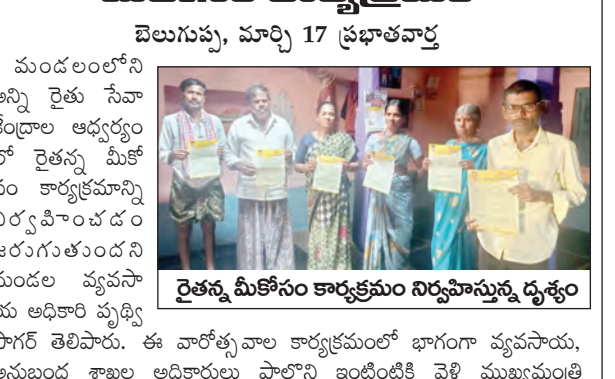 బెలుగుప్ప, మార్చి 17 ప్రభాతవార్త
మండలంలోని
అన్ని రైతు సేవా
కేంద్రాల ఆధ్వర్యం
లో రైతన్న మీకో
సం కార్యక్రమాన్ని
నిర్వహించడం
జరుగుతుందని
మండల వ్యవసా
య అధికారి పృథ్వి
సాగర్ తెలిపారు. ఈ వారోత్సవాల కార్యక్రమంలో భాగంగా వ్యవసాయ,
అనుబంధ శాఖల అధికారులు పాల్గొని ఇంటింటికి వెళ్లి ముఖ్యమంత్రి
రైతన్న మీకోసం కార్యక్రమం నిర్వహిస్తున్న దృశ్యం